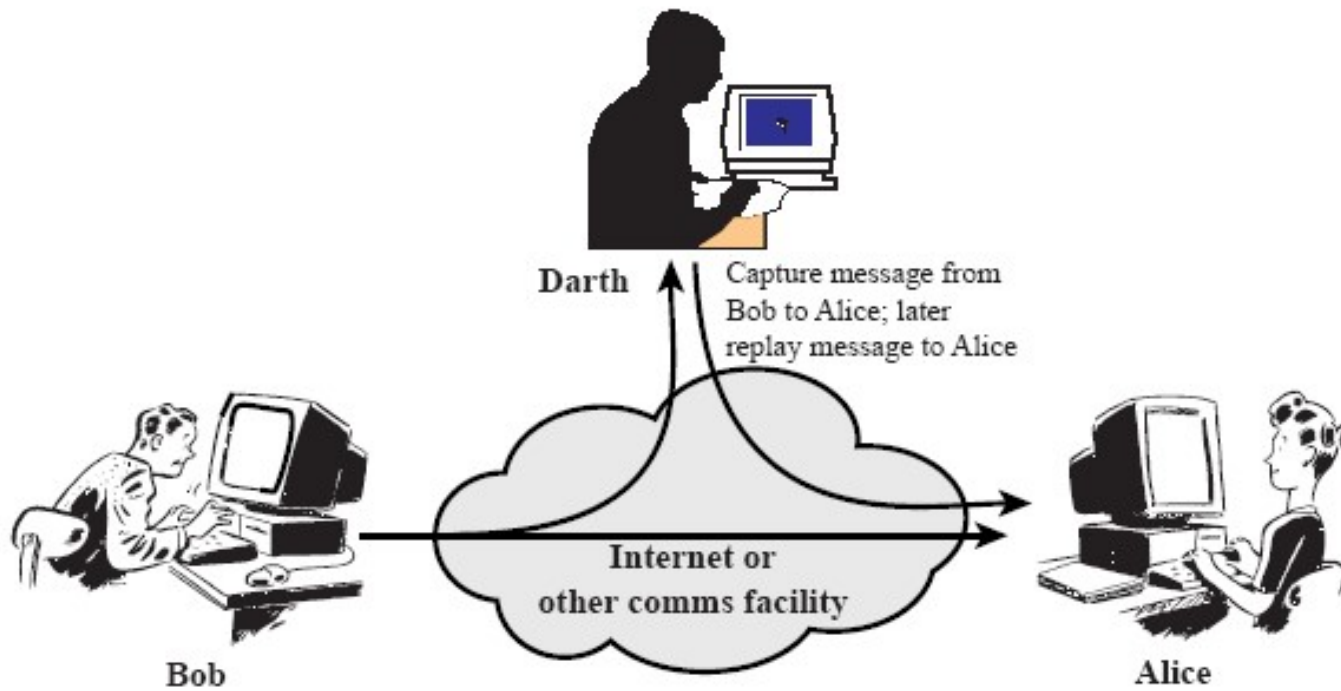 Darth
Capture message from
Bob to Alice; later
replay message to Alice
Internet or
other comms facility
Bob
Alice